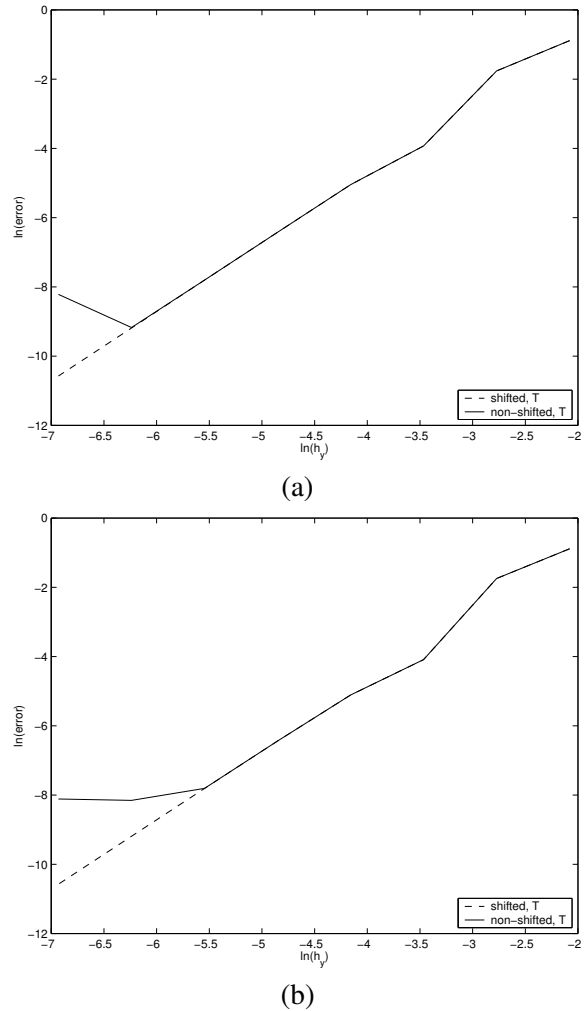 0
−2
−4
−6
−8
−10
−12
ln(error)
−7 −6.5 −6 −5.5 −5 −4.5 −4 −3.5 −3 −2.5 −2
ln(h_y)
shifted, T
non−shifted, T
(a)
0
−2
−4
−6
−8
−10
−12
ln(error)
−7 −6.5 −6 −5.5 −5 −4.5 −4 −3.5 −3 −2.5 −2
ln(h_y)
shifted, T
non−shifted, T
(b)